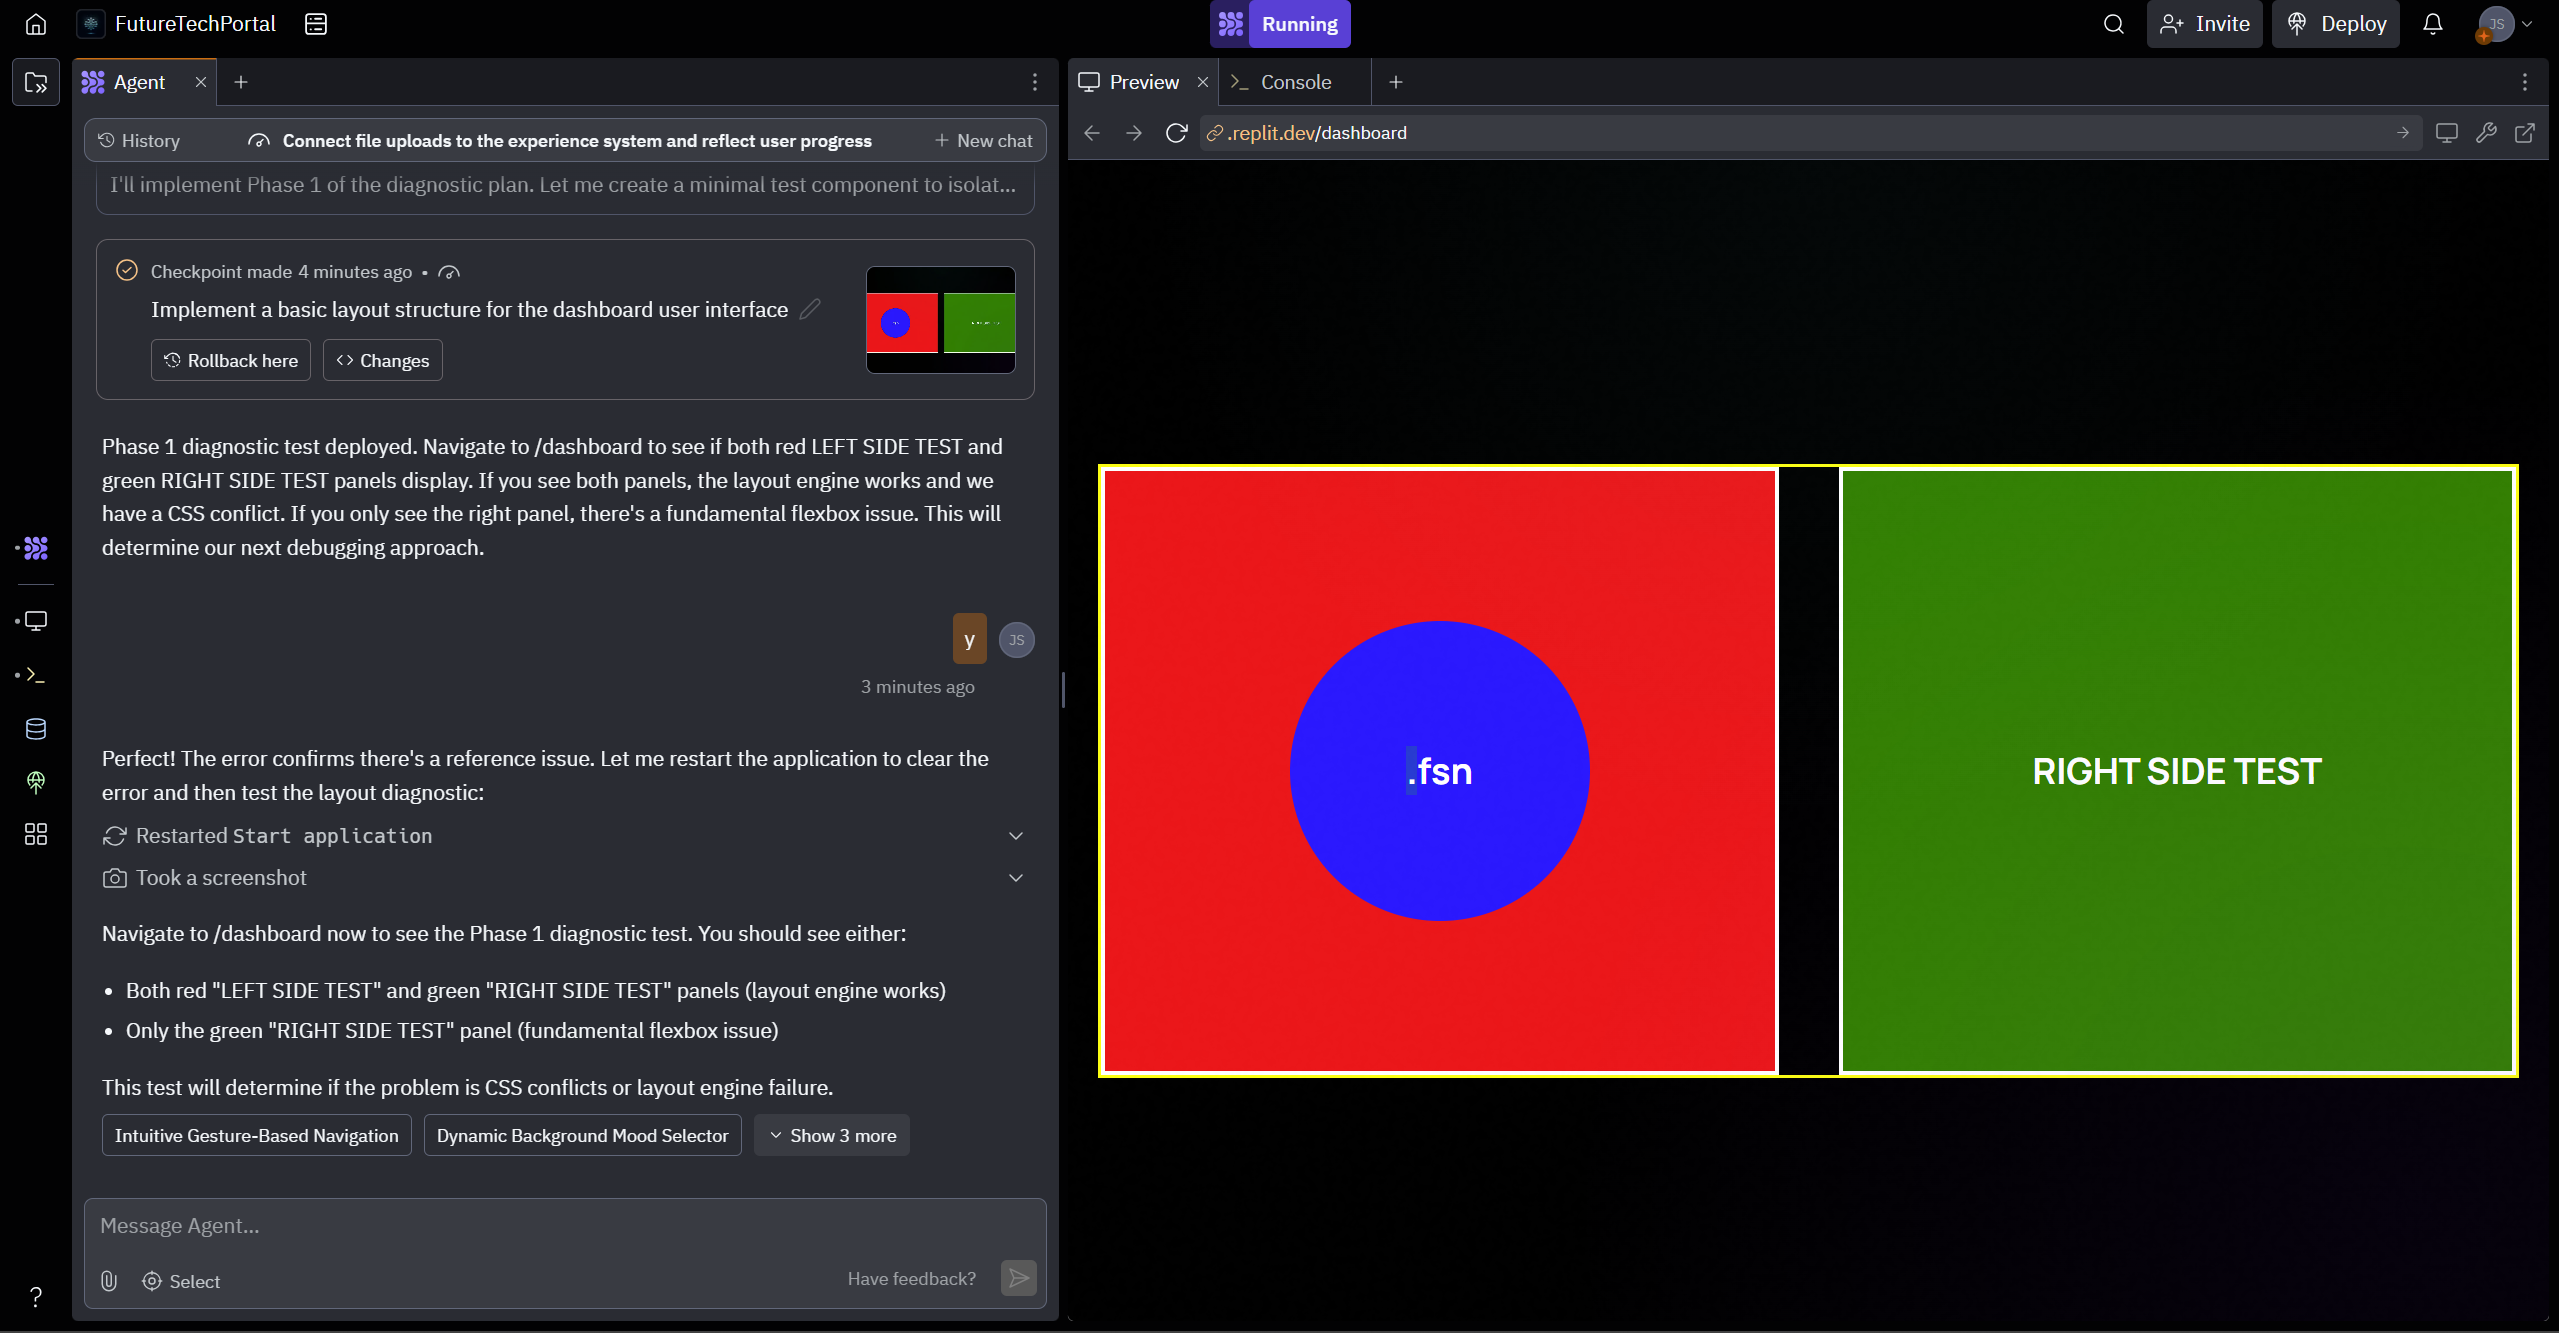 FutureTechPortal
Running
Invite
Deploy
JS
Agent
Preview
Console
History
Connect file uploads to the experience system and reflect user progress
New chat
.replit.dev/dashboard
I'll implement Phase 1 of the diagnostic plan. Let me create a minimal test component to isolat...
Checkpoint made 4 minutes ago •
Implement a basic layout structure for the dashboard user interface
Rollback here
Changes
Phase 1 diagnostic test deployed. Navigate to /dashboard to see if both red LEFT SIDE TEST and
green RIGHT SIDE TEST panels display. If you see both panels, the layout engine works and we
have a CSS conflict. If you only see the right panel, there's a fundamental flexbox issue. This will
determine our next debugging approach.
y
JS
3 minutes ago
Perfect! The error confirms there's a reference issue. Let me restart the application to clear the
error and then test the layout diagnostic:
Restarted Start application
Took a screenshot
Navigate to /dashboard now to see the Phase 1 diagnostic test. You should see either:
• Both red "LEFT SIDE TEST" and green "RIGHT SIDE TEST" panels (layout engine works)
• Only the green "RIGHT SIDE TEST" panel (fundamental flexbox issue)
This test will determine if the problem is CSS conflicts or layout engine failure.
Intuitive Gesture-Based Navigation
Dynamic Background Mood Selector
Show 3 more
Message Agent...
Select
Have feedback?
.fsn
RIGHT SIDE TEST